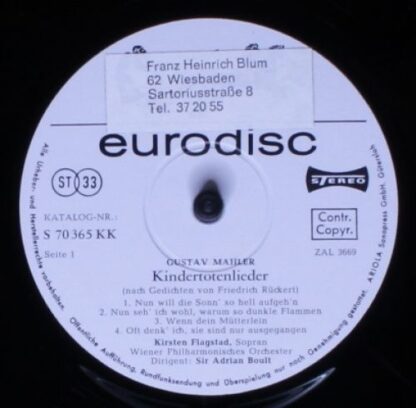 Franz Heinrich Blum
62 Wiesbaden
Sartoriusstraße 8
Tel. 37 20 55
eurodisc
ST 33
STEREO
KATALOG-NR.:
S 70 365 KK
Seite 1
Contr.
Copyr.
ZAL 3669
GUSTAV MAHLER
Kindertotenlieder
(nach Gedichten von Friedrich Rückert)
1. Nun will die Sonn' so hell aufgeh'n
2. Nun seh' ich wohl, warum so dunkle Flammen
3. Wenn dein Mütterlein
4. Oft denk' ich, sie sind nur ausgegangen
Kirsten Flagstad, Sopran
Wiener Philharmonisches Orchester
Dirigent: Sir Adrian Boult
Alle Urheber- und Herstellerrechte vorbehalten.
Öffentliche Aufführung, Rundfunksendung und Überspielung nur nach Genehmigung gestattet.
ARIOLA Sonopress GmbH. Gütersloh